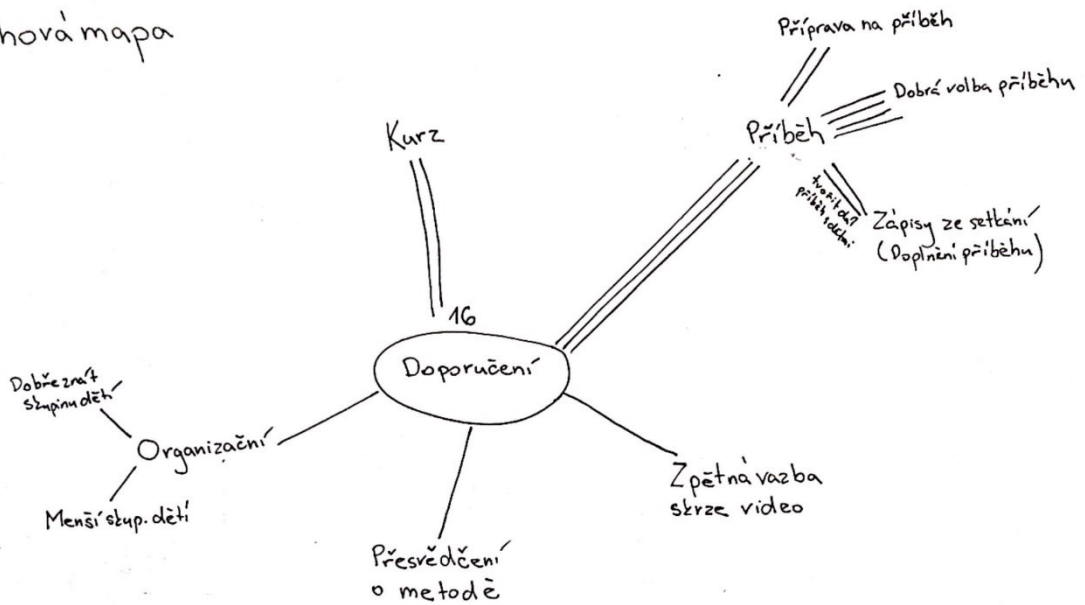 hová mapa
Příprava na příběh
Dobrá volba příběhu
Kurz
Příběh
tvořit
příběh s dětmi
Zápisy ze setkání
(Doplnění příběhu)
16
Doporučení
Dobře znát
skupinu dětí
Organizační
Menší skup. dětí
Zpětná vazba
skrze video
Přesvědčení
o metodě